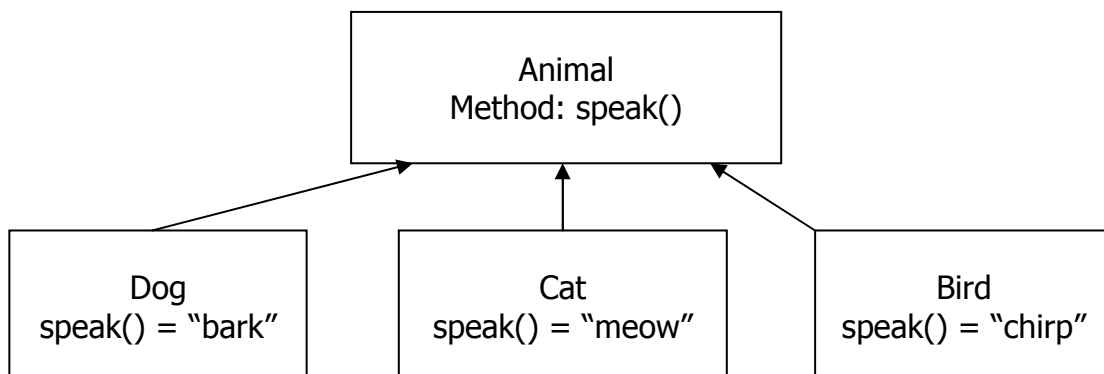 Animal
Method: speak()
Dog
speak() = “bark”
Cat
speak() = “meow”
Bird
speak() = “chirp”